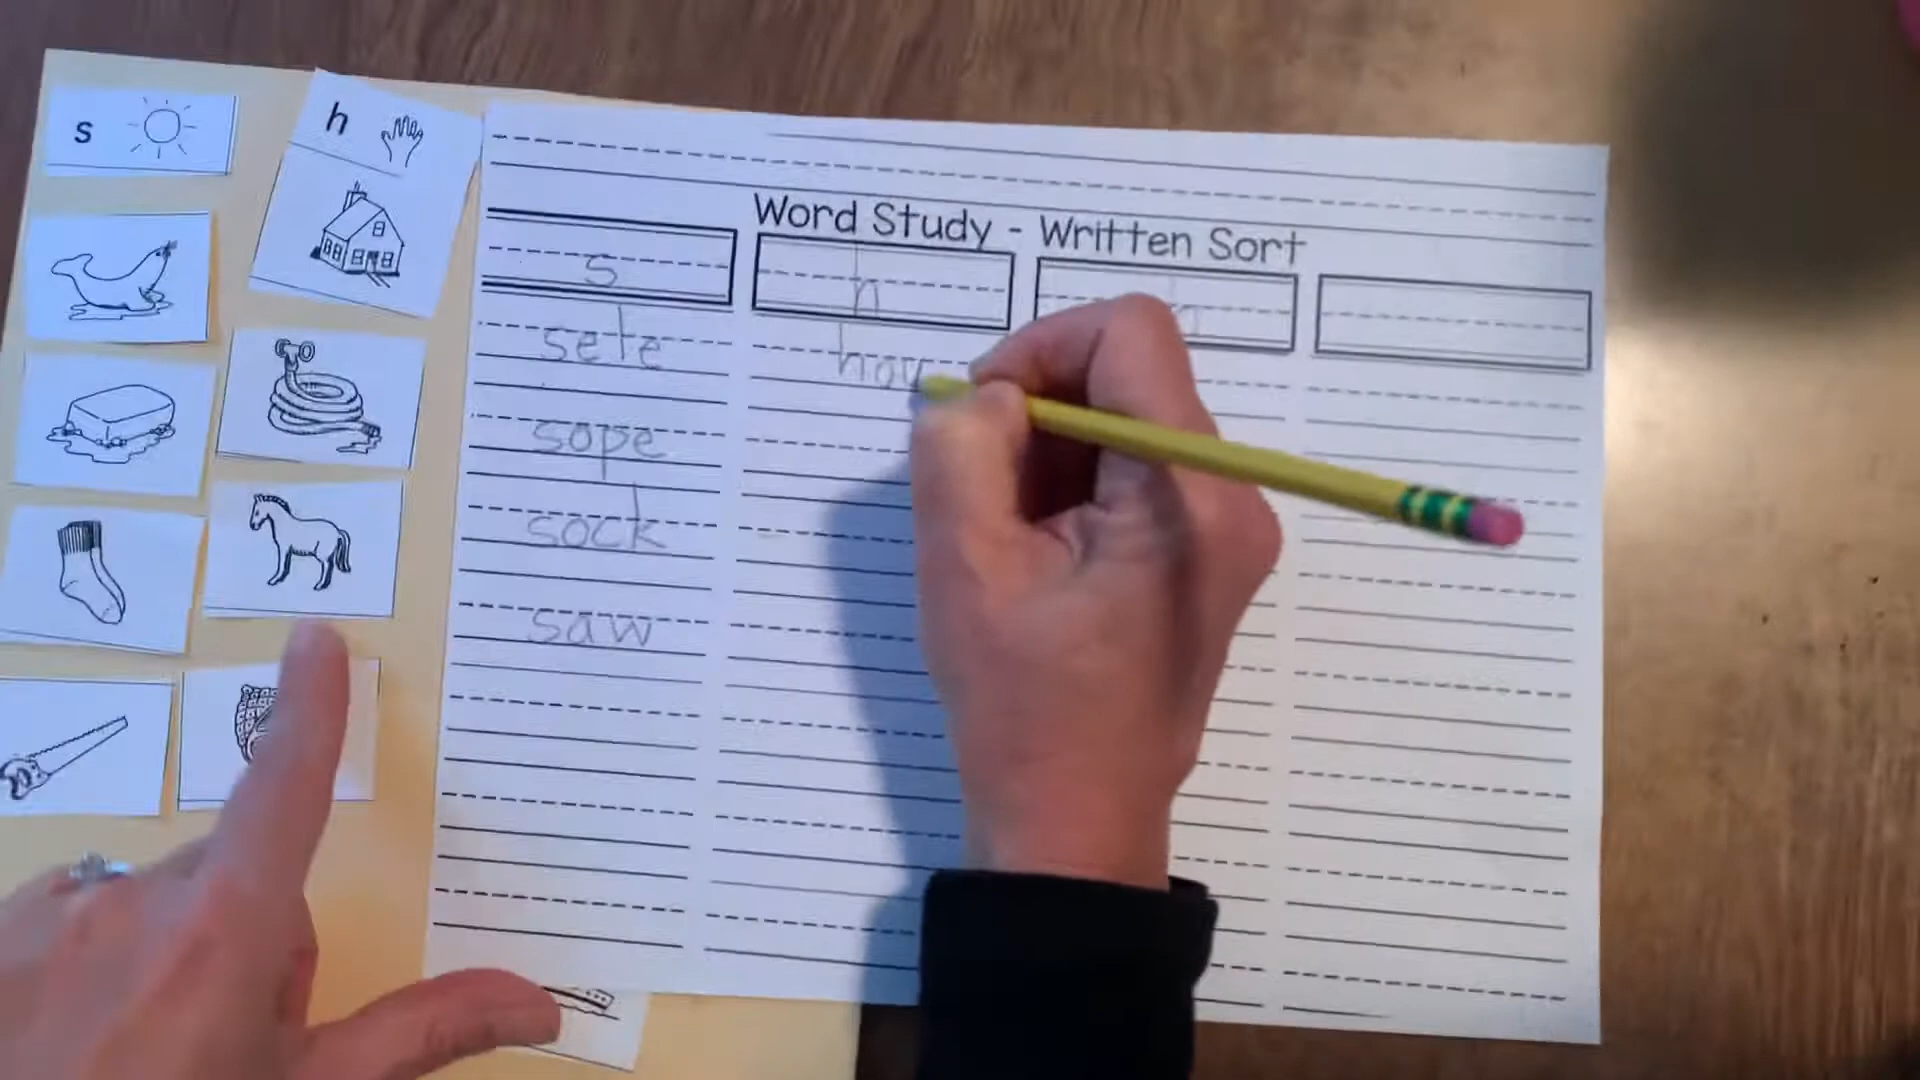 s
h
Word Study - Written Sort
s
h
sete
hou
sope
sock
saw